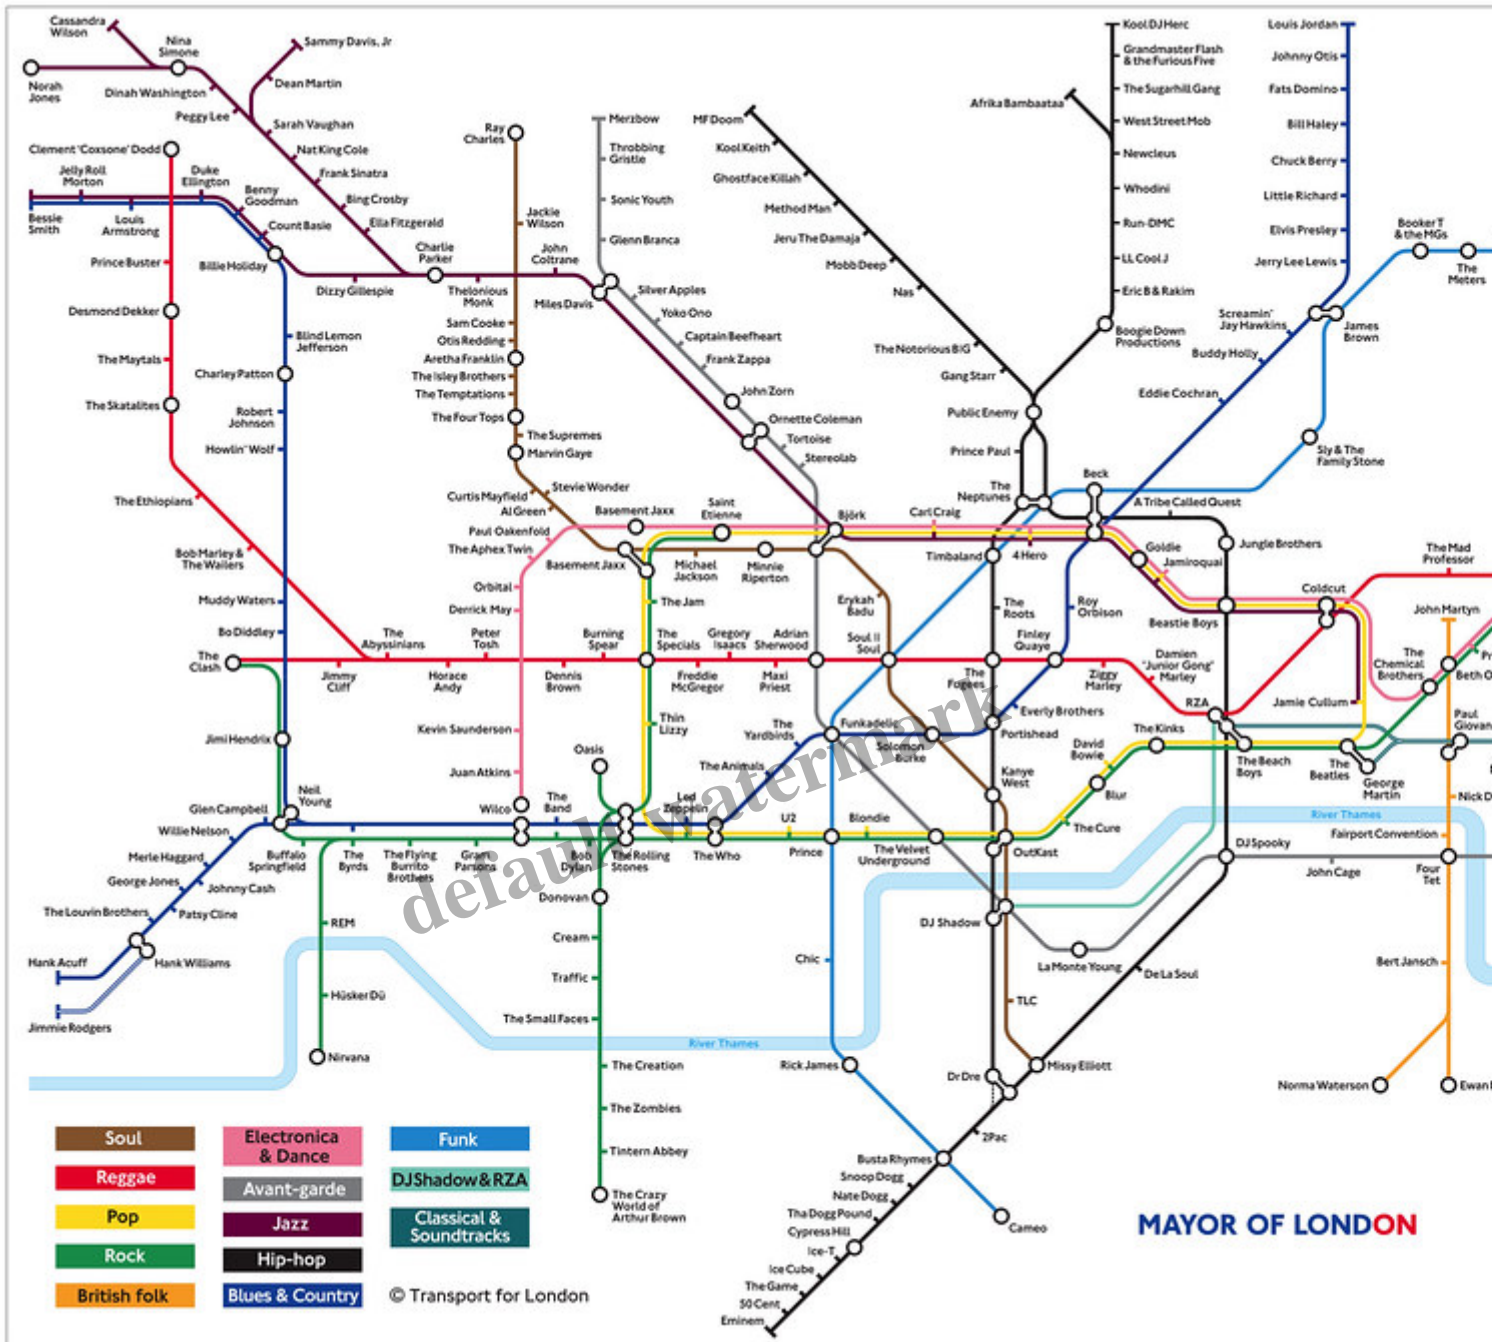 Cassandra
Wilson
Nina
Simone
Sammy Davis, Jr
Norah
Jones
Dinah Washington
Dean Martin
Peggy Lee
Sarah Vaughan
Nat King Cole
Frank Sinatra
Bing Crosby
Ella Fitzgerald
Clement 'Coxsone' Dodd
Jelly Roll
Morton
Duke
Ellington
Benny
Goodman
Count Basie
Bessie
Smith
Louis
Armstrong
Billie Holiday
Prince Buster
Desmond Dekker
The Maytals
The Skatalites
The Ethiopians
Bob Marley &
The Wailers
Blind Lemon
Jefferson
Charley Patton
Robert
Johnson
Howlin' Wolf
Muddy Waters
Bo Diddley
The
Clash
Jimi Hendrix
Dizzy Gillespie
Charlie
Parker
Thelonious
Monk
John
Coltrane
Miles Davis
Ray
Charles
Jackie
Wilson
Sam Cooke
Otis Redding
Aretha Franklin
The Isley Brothers
The Temptations
The Four Tops
The Supremes
Marvin Gaye
Curtis Mayfield
Stevie Wonder
Al Green
Merzbow
Throbbing
Gristle
Sonic Youth
Glenn Branca
Silver Apples
Yoko Ono
Captain Beefheart
Frank Zappa
John Zorn
Ornette Coleman
Tortoise
Stereolab
MF Doom
Kool Keith
Ghostface Killah
Method Man
Jeru The Damaja
Mobb Deep
Nas
The Notorious BIG
Gang Starr
Public Enemy
Prince Paul
The
Neptunes
Kool DJ Herc
Grandmaster Flash
& the Furious Five
The Sugarhill Gang
Afrika Bambaataa
West Street Mob
Newcleus
Whodini
Run-DMC
LL Cool J
Eric B & Rakim
Boogie Down
Productions
Louis Jordan
Johnny Otis
Fats Domino
Bill Haley
Chuck Berry
Little Richard
Elvis Presley
Jerry Lee Lewis
Screamin'
Jay Hawkins
Buddy Holly
Eddie Cochran
Booker T
& the MGs
The
Meters
James
Brown
Sly & The
Family Stone
Beck
A Tribe Called Quest
Basement Jaxx
Saint
Etienne
Björk
Carl Craig
Paul Oakenfold
The Aphex Twin
Basement Jaxx
Michael
Jackson
Minnie
Riperton
Timbaland
4 Hero
Goldie
Jamiroquai
Jungle Brothers
The Mad
Professor
Orbital
Derrick May
The Jam
Erykah
Badu
The
Roots
Roy
Orbison
Beastie Boys
Coldcut
John Martyn
The
Abyssinians
Peter
Tosh
Burning
Spear
The
Specials
Gregory
Isaacs
Adrian
Sherwood
Soul II
Soul
Finley
Quaye
Damien
"Junior Gong"
Marley
The
Chemical
Brothers
Jimmy
Cliff
Horace
Andy
Dennis
Brown
Freddie
McGregor
Maxi
Priest
The
Fugees
Ziggy
Marley
RZA
Jamie Cullum
Beth O
Kevin Saunderson
Thin
Lizzy
The
Yardbirds
Funkadelic
Solomon
Burke
Everly Brothers
Portishead
The Kinks
David
Bowie
The Beach
Boys
The
Beatles
George
Martin
Paul
Giovan
Juan Atkins
Oasis
The Animals
Kanye
West
Blur
Nick D
Glen Campbell
Neil
Young
Wilco
The
Band
Led
Zeppelin
U2
Blondie
The Cure
River Thames
Fairport Convention
Willie Nelson
Merle Haggard
George Jones
The Louvin Brothers
Johnny Cash
Patsy Cline
Hank Acuff
Hank Williams
Jimmie Rodgers
Buffalo
Springfield
The
Byrds
The Flying
Burrito
Brothers
Gram
Parsons
Bob
Dylan
The Rolling
Stones
The Who
Prince
The Velvet
Underground
OutKast
DJ Spooky
John Cage
Four
Tet
REM
Hüsker Dü
Nirvana
Donovan
Cream
Traffic
The Small Faces
The Creation
The Zombies
Tintern Abbey
The Crazy
World of
Arthur Brown
River Thames
Chic
DJ Shadow
La Monte Young
De La Soul
Bert Jansch
TLC
Rick James
Dr Dre
Missy Elliott
Norma Waterson
Ewan
2Pac
Busta Rhymes
Snoop Dogg
Nate Dogg
Tha Dogg Pound
Cypress Hill
Ice-T
Ice Cube
The Game
50 Cent
Eminem
Cameo
default watermark
Soul
Reggae
Pop
Rock
British folk
Electronica
& Dance
Avant-garde
Jazz
Hip-hop
Blues & Country
Funk
DJ Shadow & RZA
Classical &
Soundtracks
© Transport for London
MAYOR OF LONDON